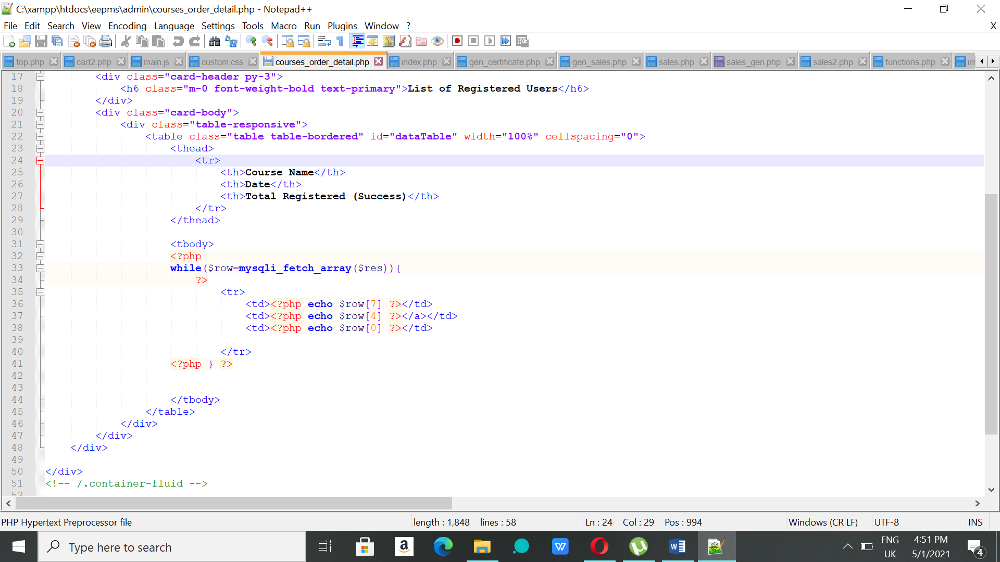 C:\xampp\htdocs\eepms\admin\courses_order_detail.php - Notepad++
File Edit Search View Encoding Language Settings Tools Macro Run Plugins Window ? X
top.php cart2.php main.js custom.css courses_order_detail.php index.php gen_certificate.php gen_sales.php sales.php sales_gen.php sales2.php functions.php
17 <div class="card-header py-3">
18 <h6 class="m-0 font-weight-bold text-primary">List of Registered Users</h6>
19 </div>
20 <div class="card-body">
21 <div class="table-responsive">
22 <table class="table table-bordered" id="dataTable" width="100%" cellspacing="0">
23 <thead>
24 <tr>
25 <th>Course Name</th>
26 <th>Date</th>
27 <th>Total Registered (Success)</th>
28 </tr>
29 </thead>
30
31 <tbody>
32 <?php
33 while($row=mysqli_fetch_array($res)){
34 ?>
35 <tr>
36 <td><?php echo $row[7] ?></td>
37 <td><?php echo $row[4] ?></a></td>
38 <td><?php echo $row[0] ?></td>
39
40 </tr>
41 <?php } ?>
42
43
44 </tbody>
45 </table>
46 </div>
47 </div>
48 </div>
49
50 </div>
51 <!-- /.container-fluid -->
52
PHP Hypertext Preprocessor file length : 1,848 lines : 58 Ln : 24 Col : 29 Pos : 994 Windows (CR LF) UTF-8 INS
Type here to search
ENG
UK
4:51 PM
5/1/2021
4